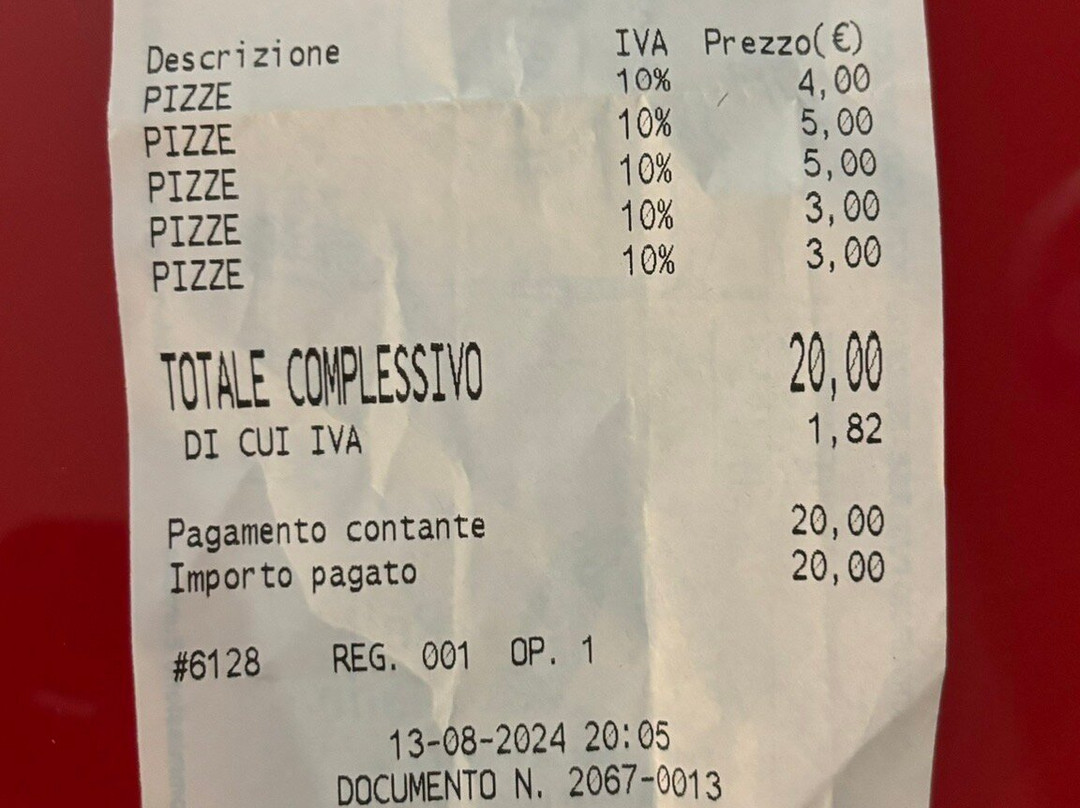 Descrizione IVA Prezzo(€)
PIZZE 10% 4,00
PIZZE 10% 5,00
PIZZE 10% 5,00
PIZZE 10% 3,00
PIZZE 10% 3,00
TOTALE COMPLESSIVO 20,00
DI CUI IVA 1,82
Pagamento contante 20,00
Importo pagato 20,00
#6128 REG. 001 OP. 1
13-08-2024 20:05
DOCUMENTO N. 2067-0013